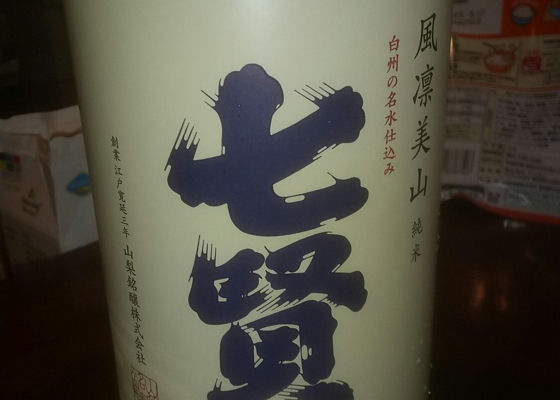 風凛美山 純米
白州の名水仕込み
七賢
創業 江戸寛延三年 山梨銘醸株式会社